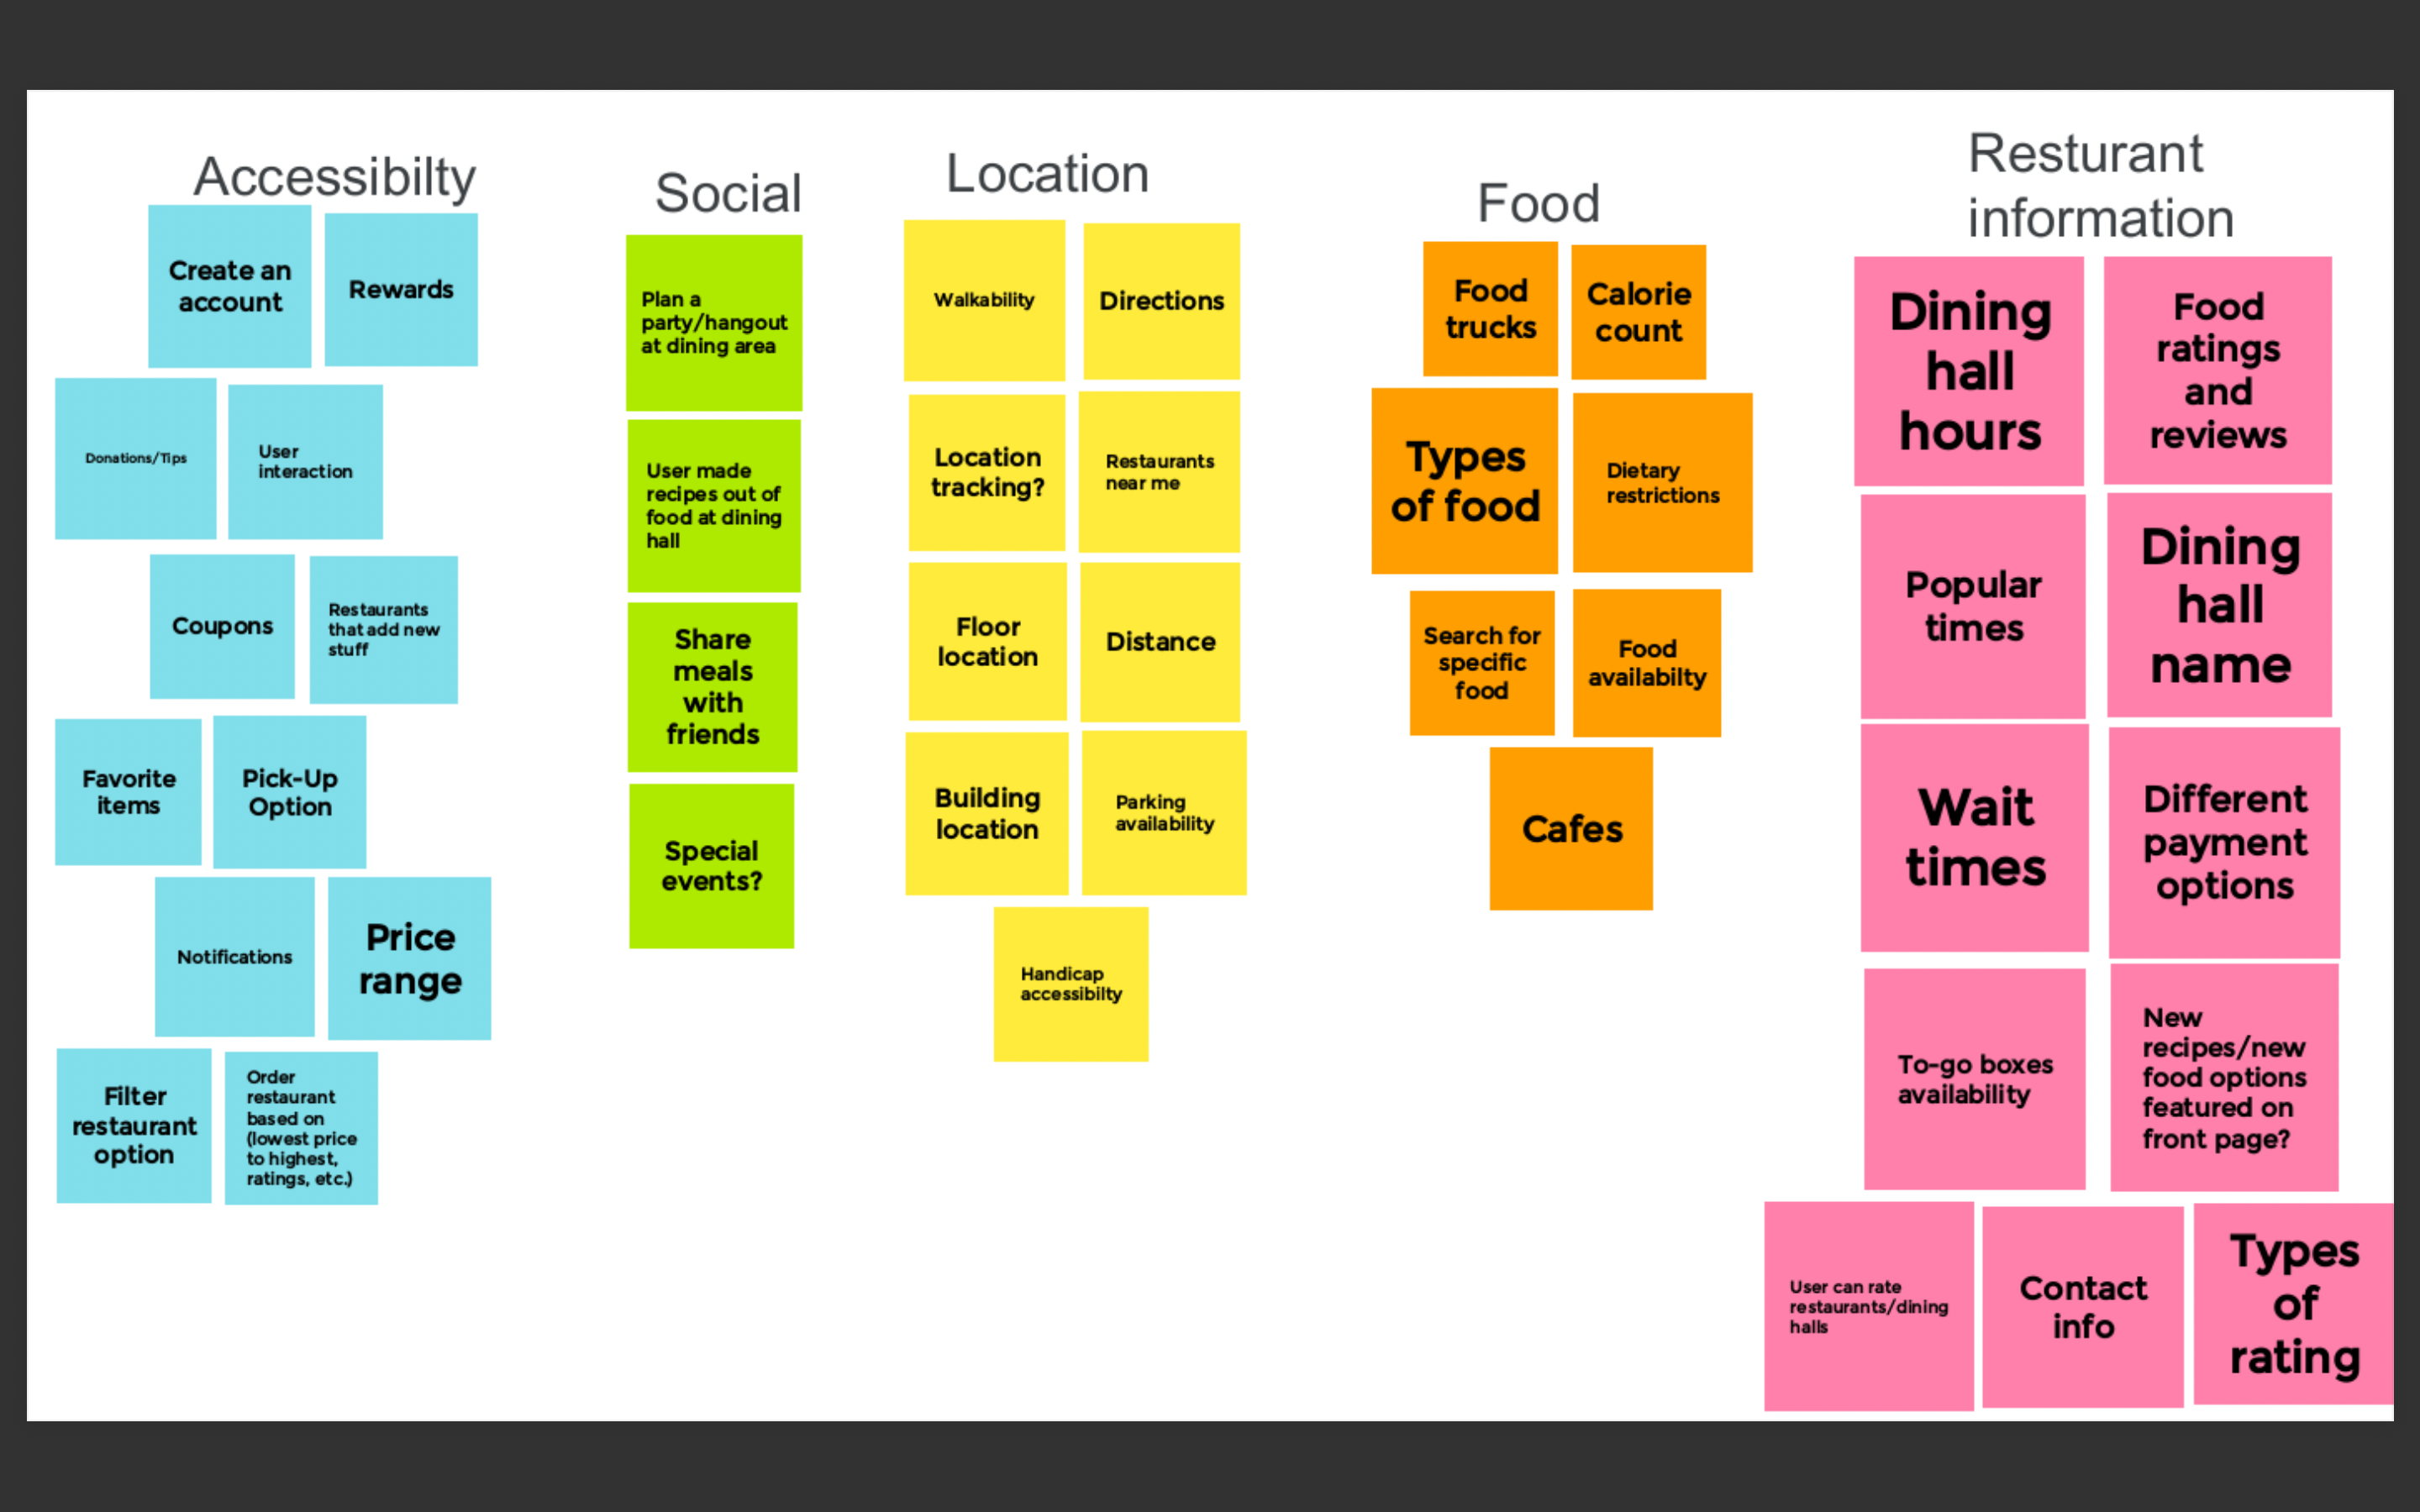 Accessibilty
Create an
account
Rewards
Donations/Tips
User
interaction
Coupons
Restaurants
that add new
stuff
Favorite
items
Pick-Up
Option
Notifications
Price
range
Filter
restaurant
option
Order
restaurant
based on
(lowest price
to highest,
ratings, etc.)
Social
Plan a
party/hangout
at dining area
User made
recipes out of
food at dining
hall
Share
meals
with
friends
Special
events?
Location
Walkability
Directions
Location
tracking?
Restaurants
near me
Floor
location
Distance
Building
location
Parking
availability
Handicap
accessibilty
Food
Food
trucks
Calorie
count
Types
of food
Dietary
restrictions
Search for
specific
food
Food
availabilty
Cafes
Resturant
information
Dining
hall
hours
Food
ratings
and
reviews
Popular
times
Dining
hall
name
Wait
times
Different
payment
options
To-go boxes
availability
New
recipes/new
food options
featured on
front page?
User can rate
restaurants/dining
halls
Contact
info
Types
of
rating